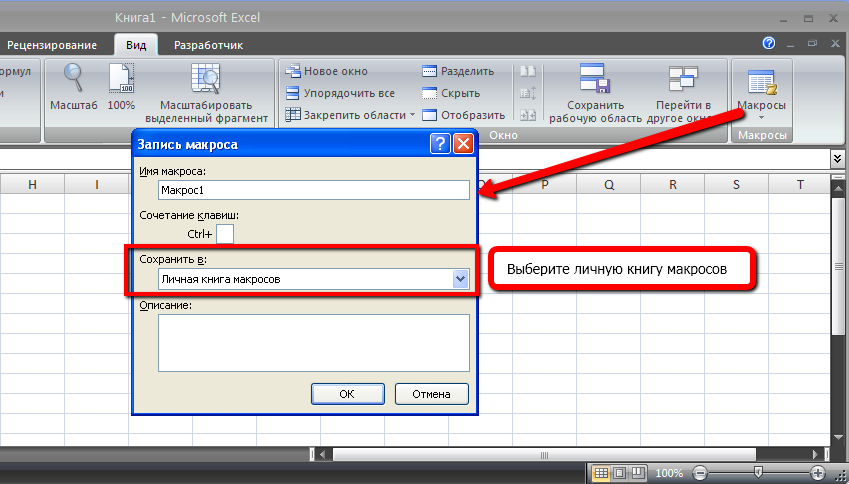 Книга1 - Microsoft Excel
Рецензирование Вид Разработчик
ормул
и
Масштаб
100%
Масштабировать
выделенный фрагмент
Новое окно
Упорядочить все
Закрепить области
Разделить
Скрыть
Отобразить
Сохранить
рабочую область
Перейти в
другое окно
Макросы
Окно
Макросы
H I P Q R S T
Запись макроса
Имя макроса:
Макрос1
Сочетание клавиш:
Ctrl+
Сохранить в:
Личная книга макросов
Описание:
OK
Отмена
Выберите личную книгу макросов
100%